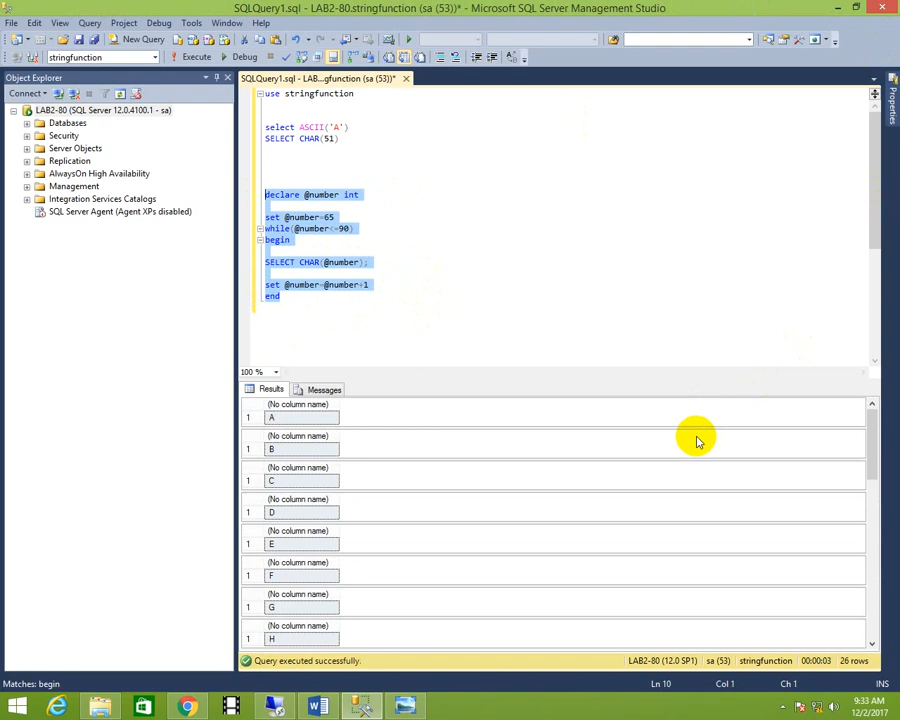 SQLQuery1.sql - LAB2-80.stringfunction (sa (53))* - Microsoft SQL Server Management Studio
File Edit View Query Project Debug Tools Window Help
New Query
stringfunction Execute Debug
Object Explorer
SQLQuery1.sql - LAB...gfunction (sa (53))*
Connect
LAB2-80 (SQL Server 12.0.4100.1 - sa)
Databases
Security
Server Objects
Replication
AlwaysOn High Availability
Management
Integration Services Catalogs
SQL Server Agent (Agent XPs disabled)
use stringfunction
select ASCII('A')
SELECT CHAR(51)
declare @number int
set @number=65
while(@number<=90)
begin
SELECT CHAR(@number);
set @number=@number+1
end
100 %
Results Messages
(No column name)
1 A
(No column name)
1 B
(No column name)
1 C
(No column name)
1 D
(No column name)
1 E
(No column name)
1 F
(No column name)
1 G
(No column name)
1 H
Query executed successfully. LAB2-80 (12.0 SP1) sa (53) stringfunction 00:00:03 26 rows
Properties
Matches: begin Ln 10 Col 1 Ch 1 INS
9:33 AM
12/2/2017